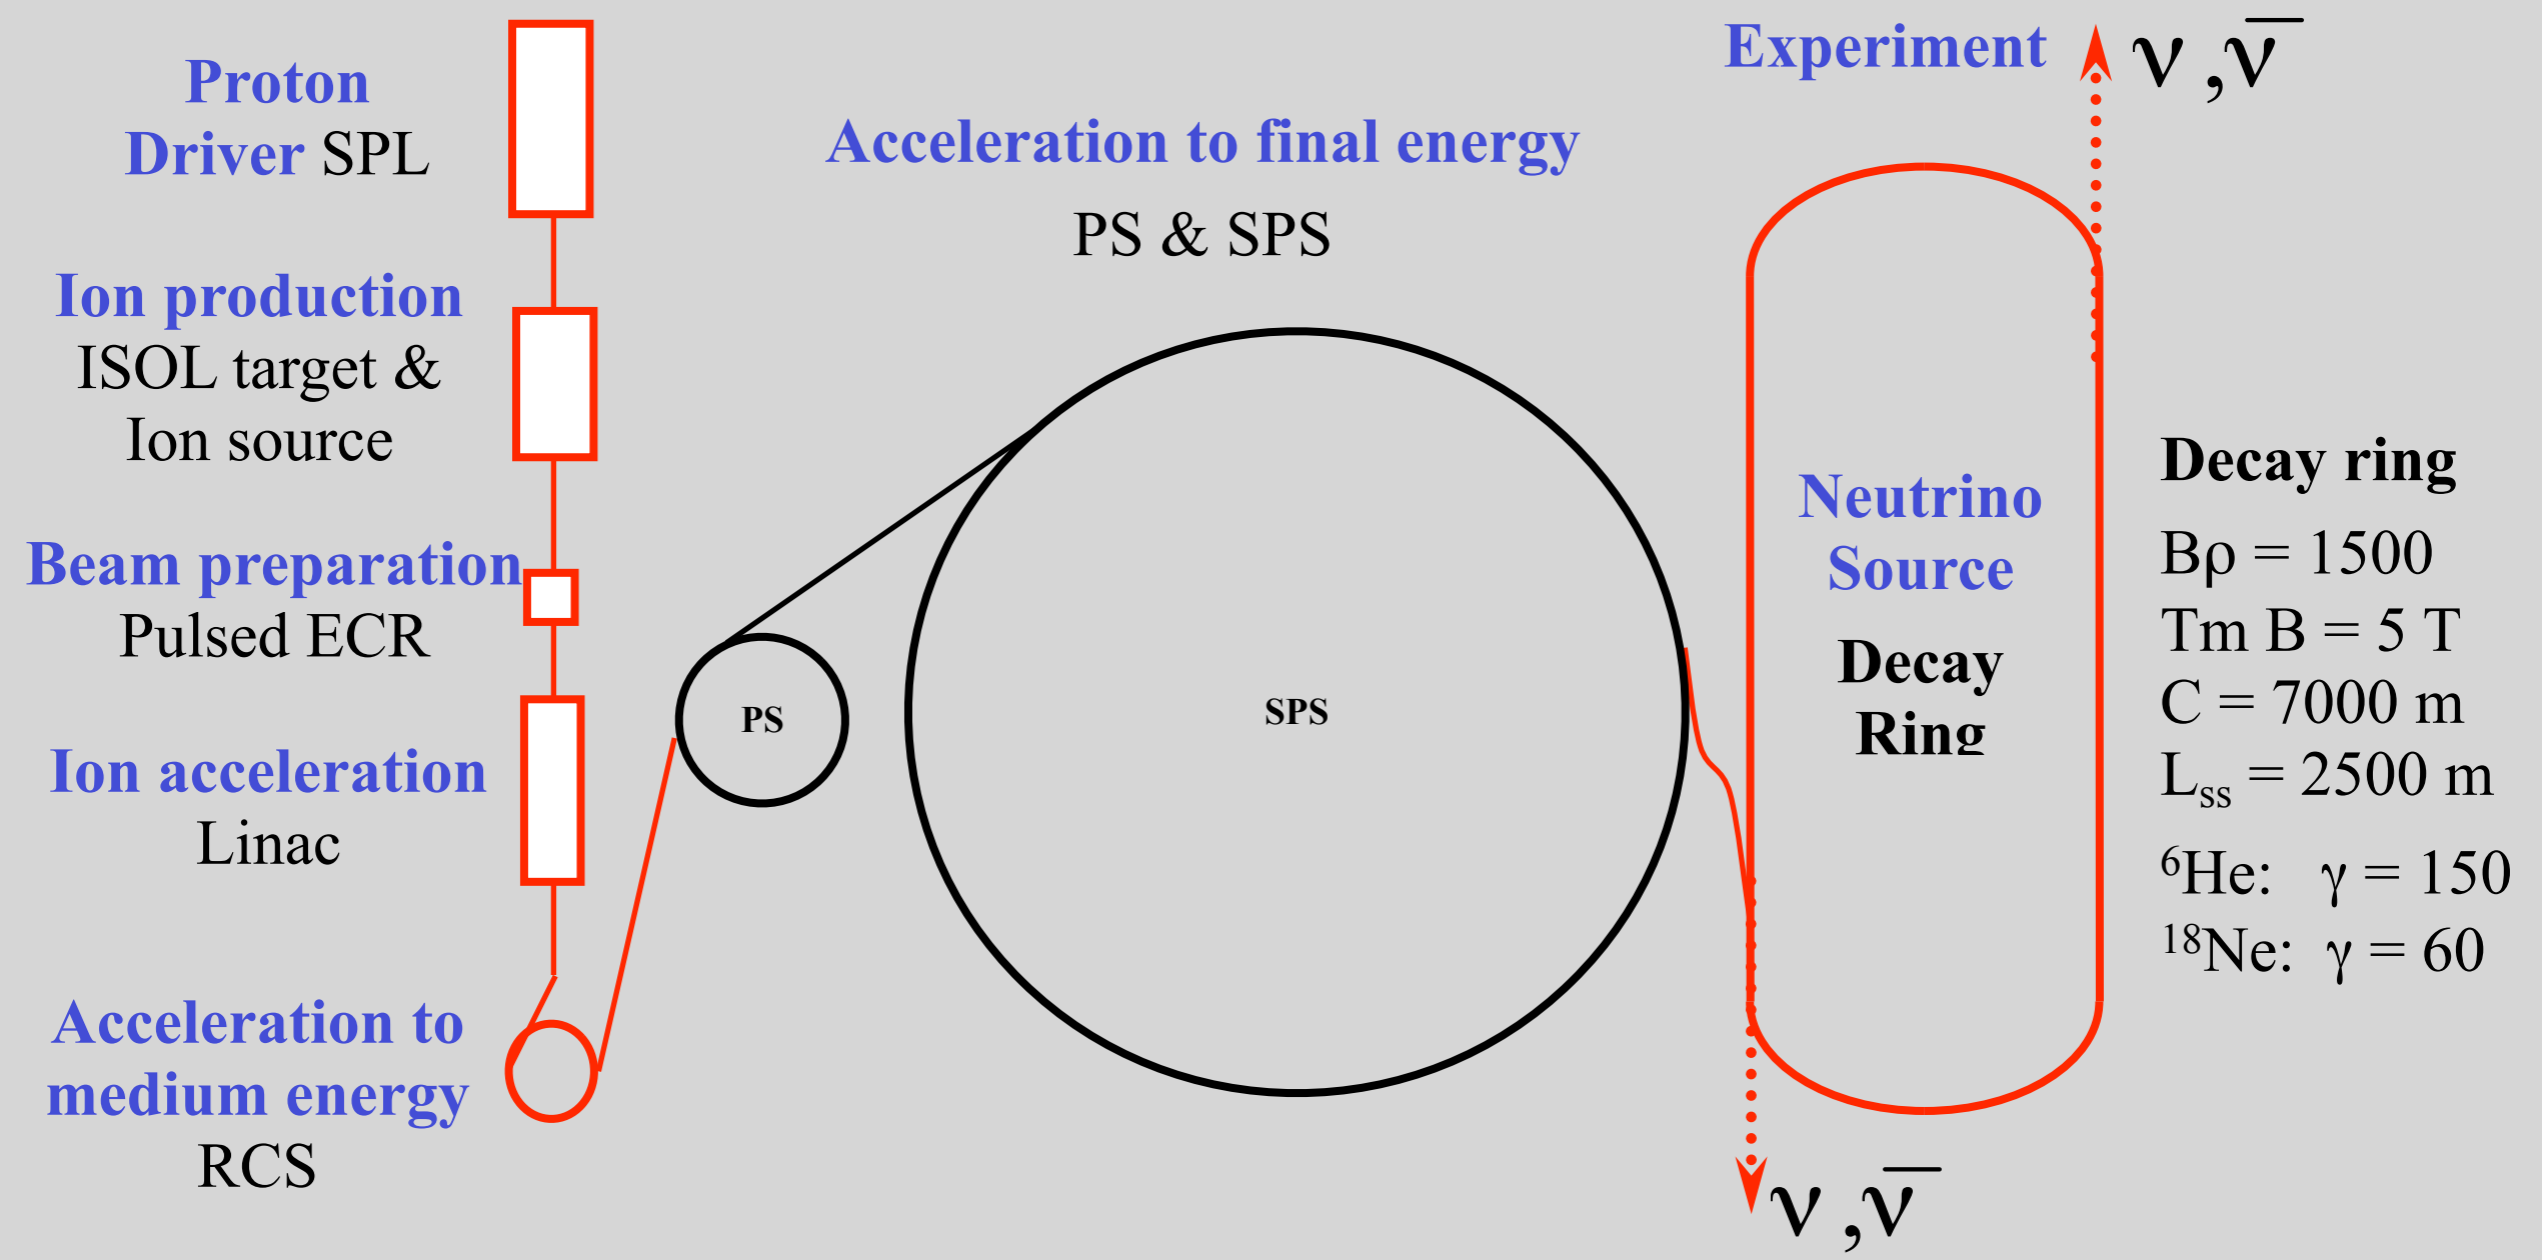 Proton
Driver SPL
Ion production
ISOL target &
Ion source
Beam preparation
Pulsed ECR
Ion acceleration
Linac
Acceleration to
medium energy
RCS
Acceleration to final energy
PS & SPS
PS
SPS
Experiment
ν ,ν̅
Neutrino
Source
Decay
Ring
ν ,ν̅
Decay ring
Bρ = 1500
Tm B = 5 T
C = 7000 m
Lₛₛ = 2500 m
⁶He: γ = 150
¹⁸Ne: γ = 60